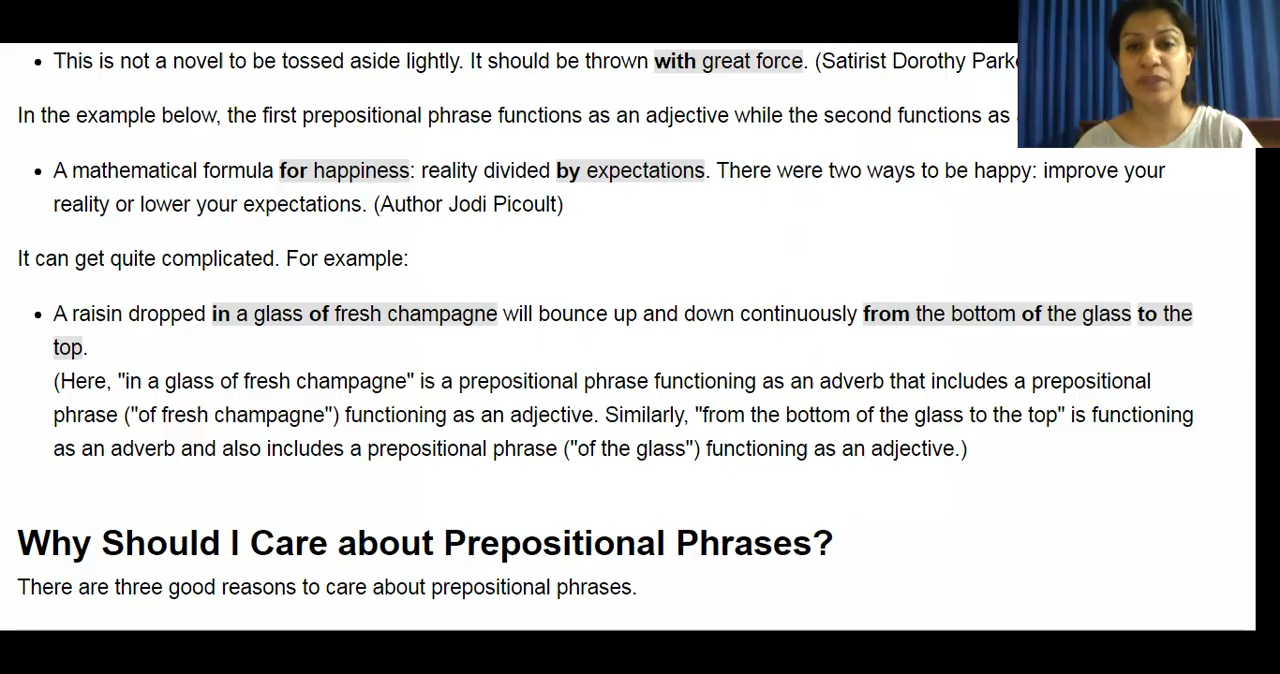 • This is not a novel to be tossed aside lightly. It should be thrown with great force. (Satirist Dorothy
In the example below, the first prepositional phrase functions as an adjective while the second functions as
• A mathematical formula for happiness: reality divided by expectations. There were two ways to be happy: improve your
reality or lower your expectations. (Author Jodi Picoult)
It can get quite complicated. For example:
• A raisin dropped in a glass of fresh champagne will bounce up and down continuously from the bottom of the glass to the
top.
(Here, "in a glass of fresh champagne" is a prepositional phrase functioning as an adverb that includes a prepositional
phrase ("of fresh champagne") functioning as an adjective. Similarly, "from the bottom of the glass to the top" is functioning
as an adverb and also includes a prepositional phrase ("of the glass") functioning as an adjective.)
Why Should I Care about Prepositional Phrases?
There are three good reasons to care about prepositional phrases.